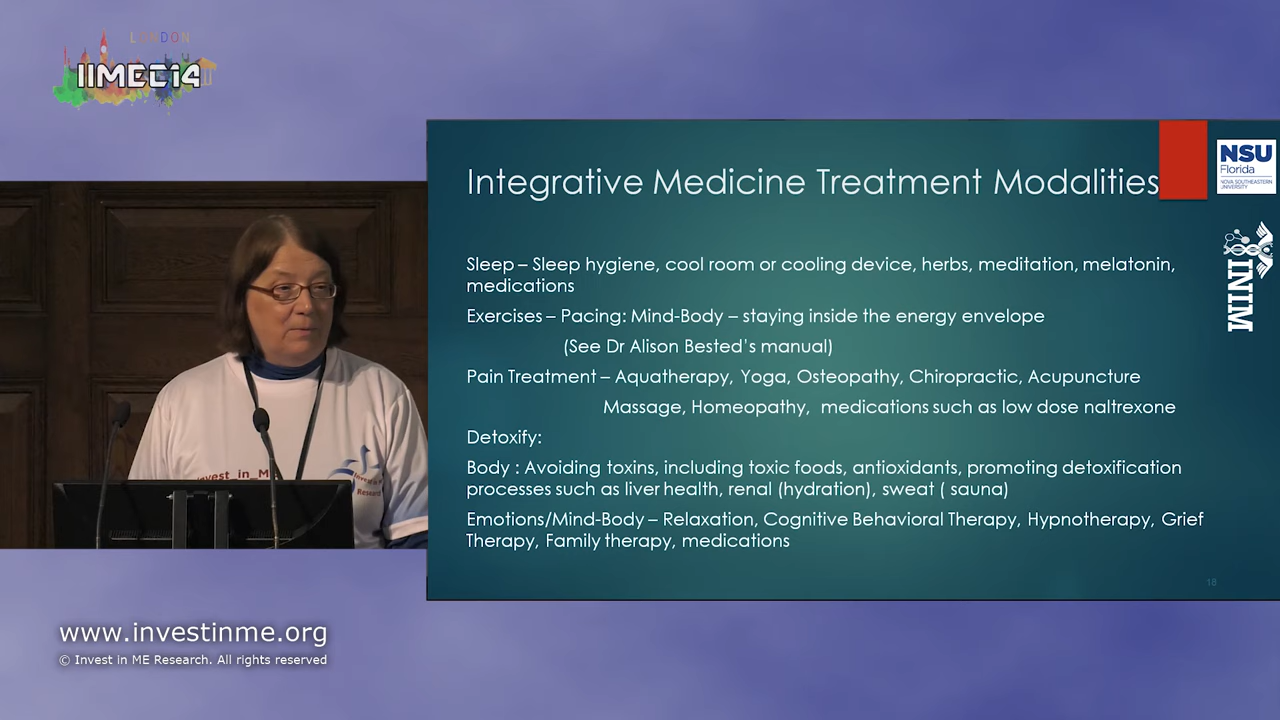 LONDON
IIMEC14
Integrative Medicine Treatment Modalities
NSU
Florida
NOVA SOUTHEASTERN
UNIVERSITY
INIM
Sleep – Sleep hygiene, cool room or cooling device, herbs, meditation, melatonin,
medications
Exercises – Pacing: Mind-Body – staying inside the energy envelope
(See Dr Alison Bested's manual)
Pain Treatment – Aquatherapy, Yoga, Osteopathy, Chiropractic, Acupuncture
Massage, Homeopathy, medications such as low dose naltrexone
Detoxify:
Body : Avoiding toxins, including toxic foods, antioxidants, promoting detoxification
processes such as liver health, renal (hydration), sweat ( sauna)
Emotions/Mind-Body – Relaxation, Cognitive Behavioral Therapy, Hypnotherapy, Grief
Therapy, Family therapy, medications
18
www.investinme.org
© Invest in ME Research. All rights reserved